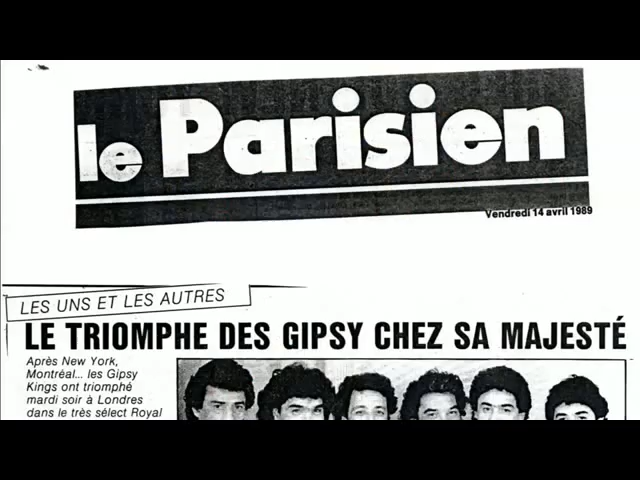 le Parisien
Vendredi 14 avril 1989
LES UNS ET LES AUTRES
LE TRIOMPHE DES GIPSY CHEZ SA MAJESTÉ
Après New York,
Montréal... les Gipsy
Kings ont triomphé
mardi soir à Londres
dans le très sélect Royal